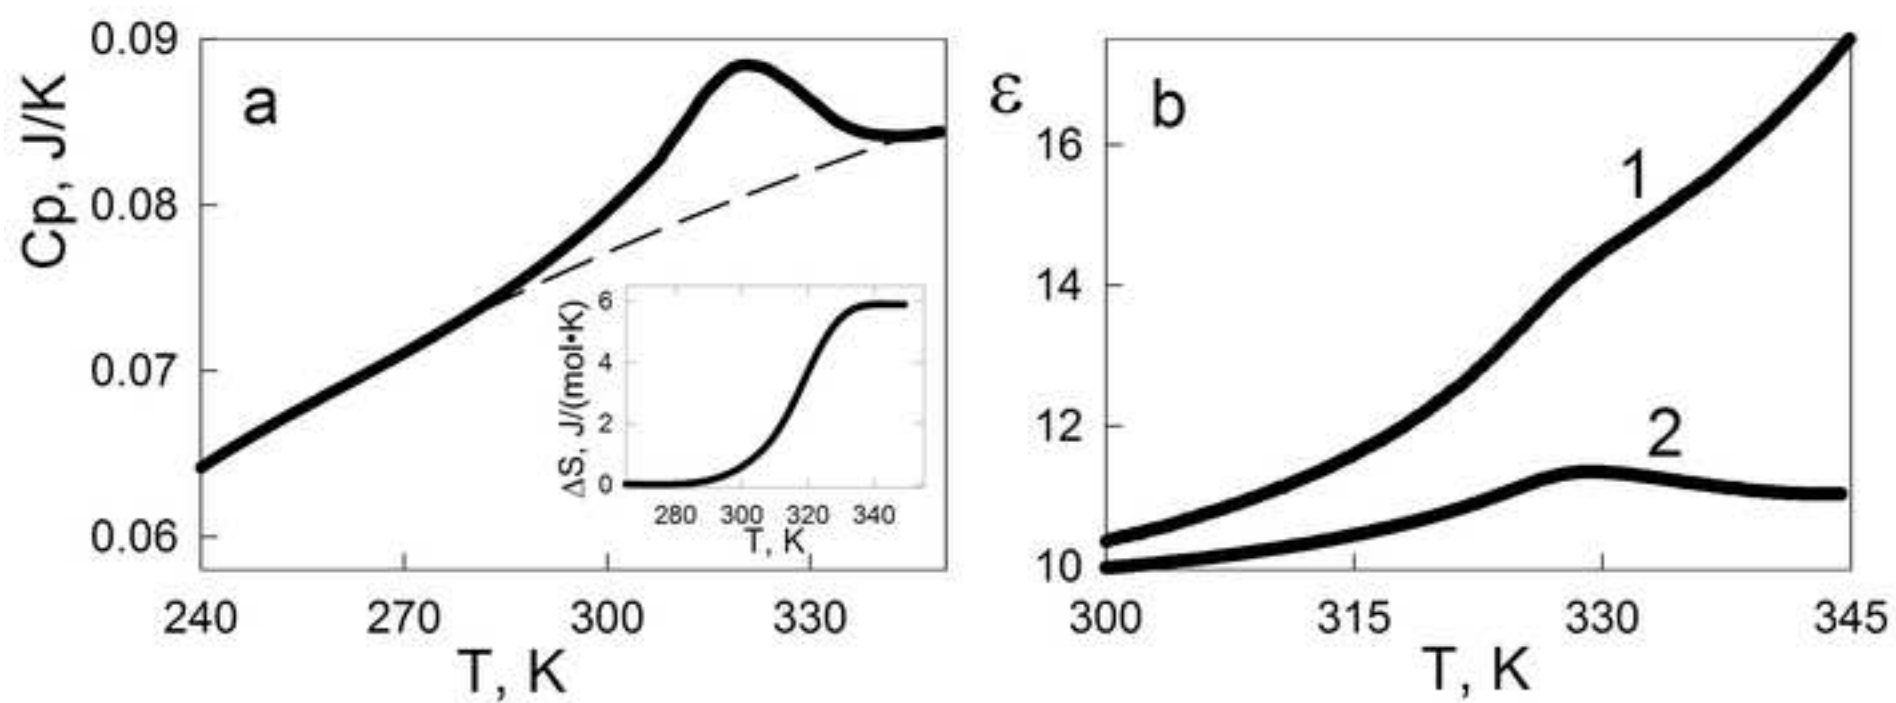 a
Cp, J/K
0.09
0.08
0.07
0.06
240 270 300 330
T, K
ΔS, J/(mol•K)
6
4
2
0
280 300 320 340
T, K
b
ε
16
14
12
10
1
2
300 315 330 345
T, K